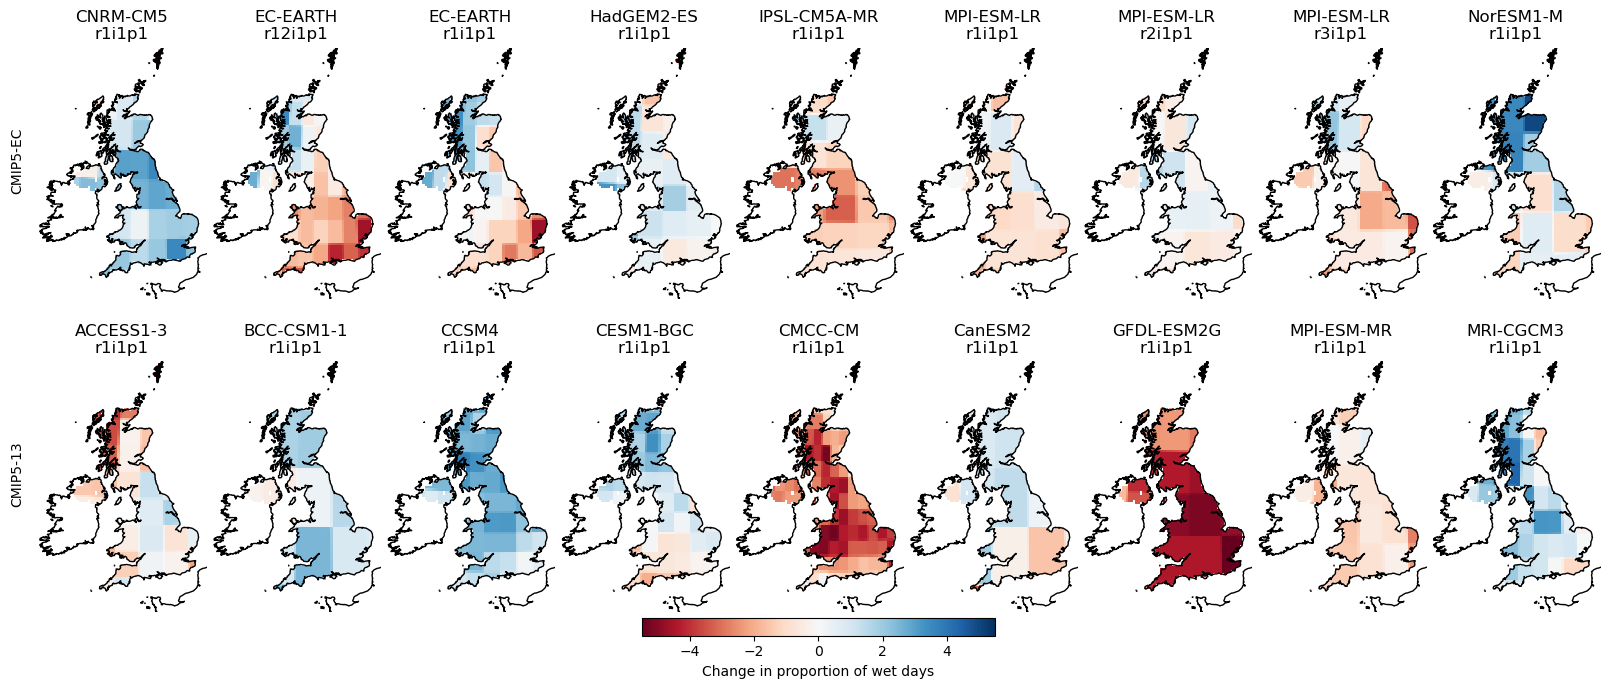 CNRM-CM5
r1i1p1
EC-EARTH
r12i1p1
EC-EARTH
r1i1p1
HadGEM2-ES
r1i1p1
IPSL-CM5A-MR
r1i1p1
MPI-ESM-LR
r1i1p1
MPI-ESM-LR
r2i1p1
MPI-ESM-LR
r3i1p1
NorESM1-M
r1i1p1
CMIP5-EC
ACCESS1-3
r1i1p1
BCC-CSM1-1
r1i1p1
CCSM4
r1i1p1
CESM1-BGC
r1i1p1
CMCC-CM
r1i1p1
CanESM2
r1i1p1
GFDL-ESM2G
r1i1p1
MPI-ESM-MR
r1i1p1
MRI-CGCM3
r1i1p1
CMIP5-13
−4 −2 0 2 4
Change in proportion of wet days